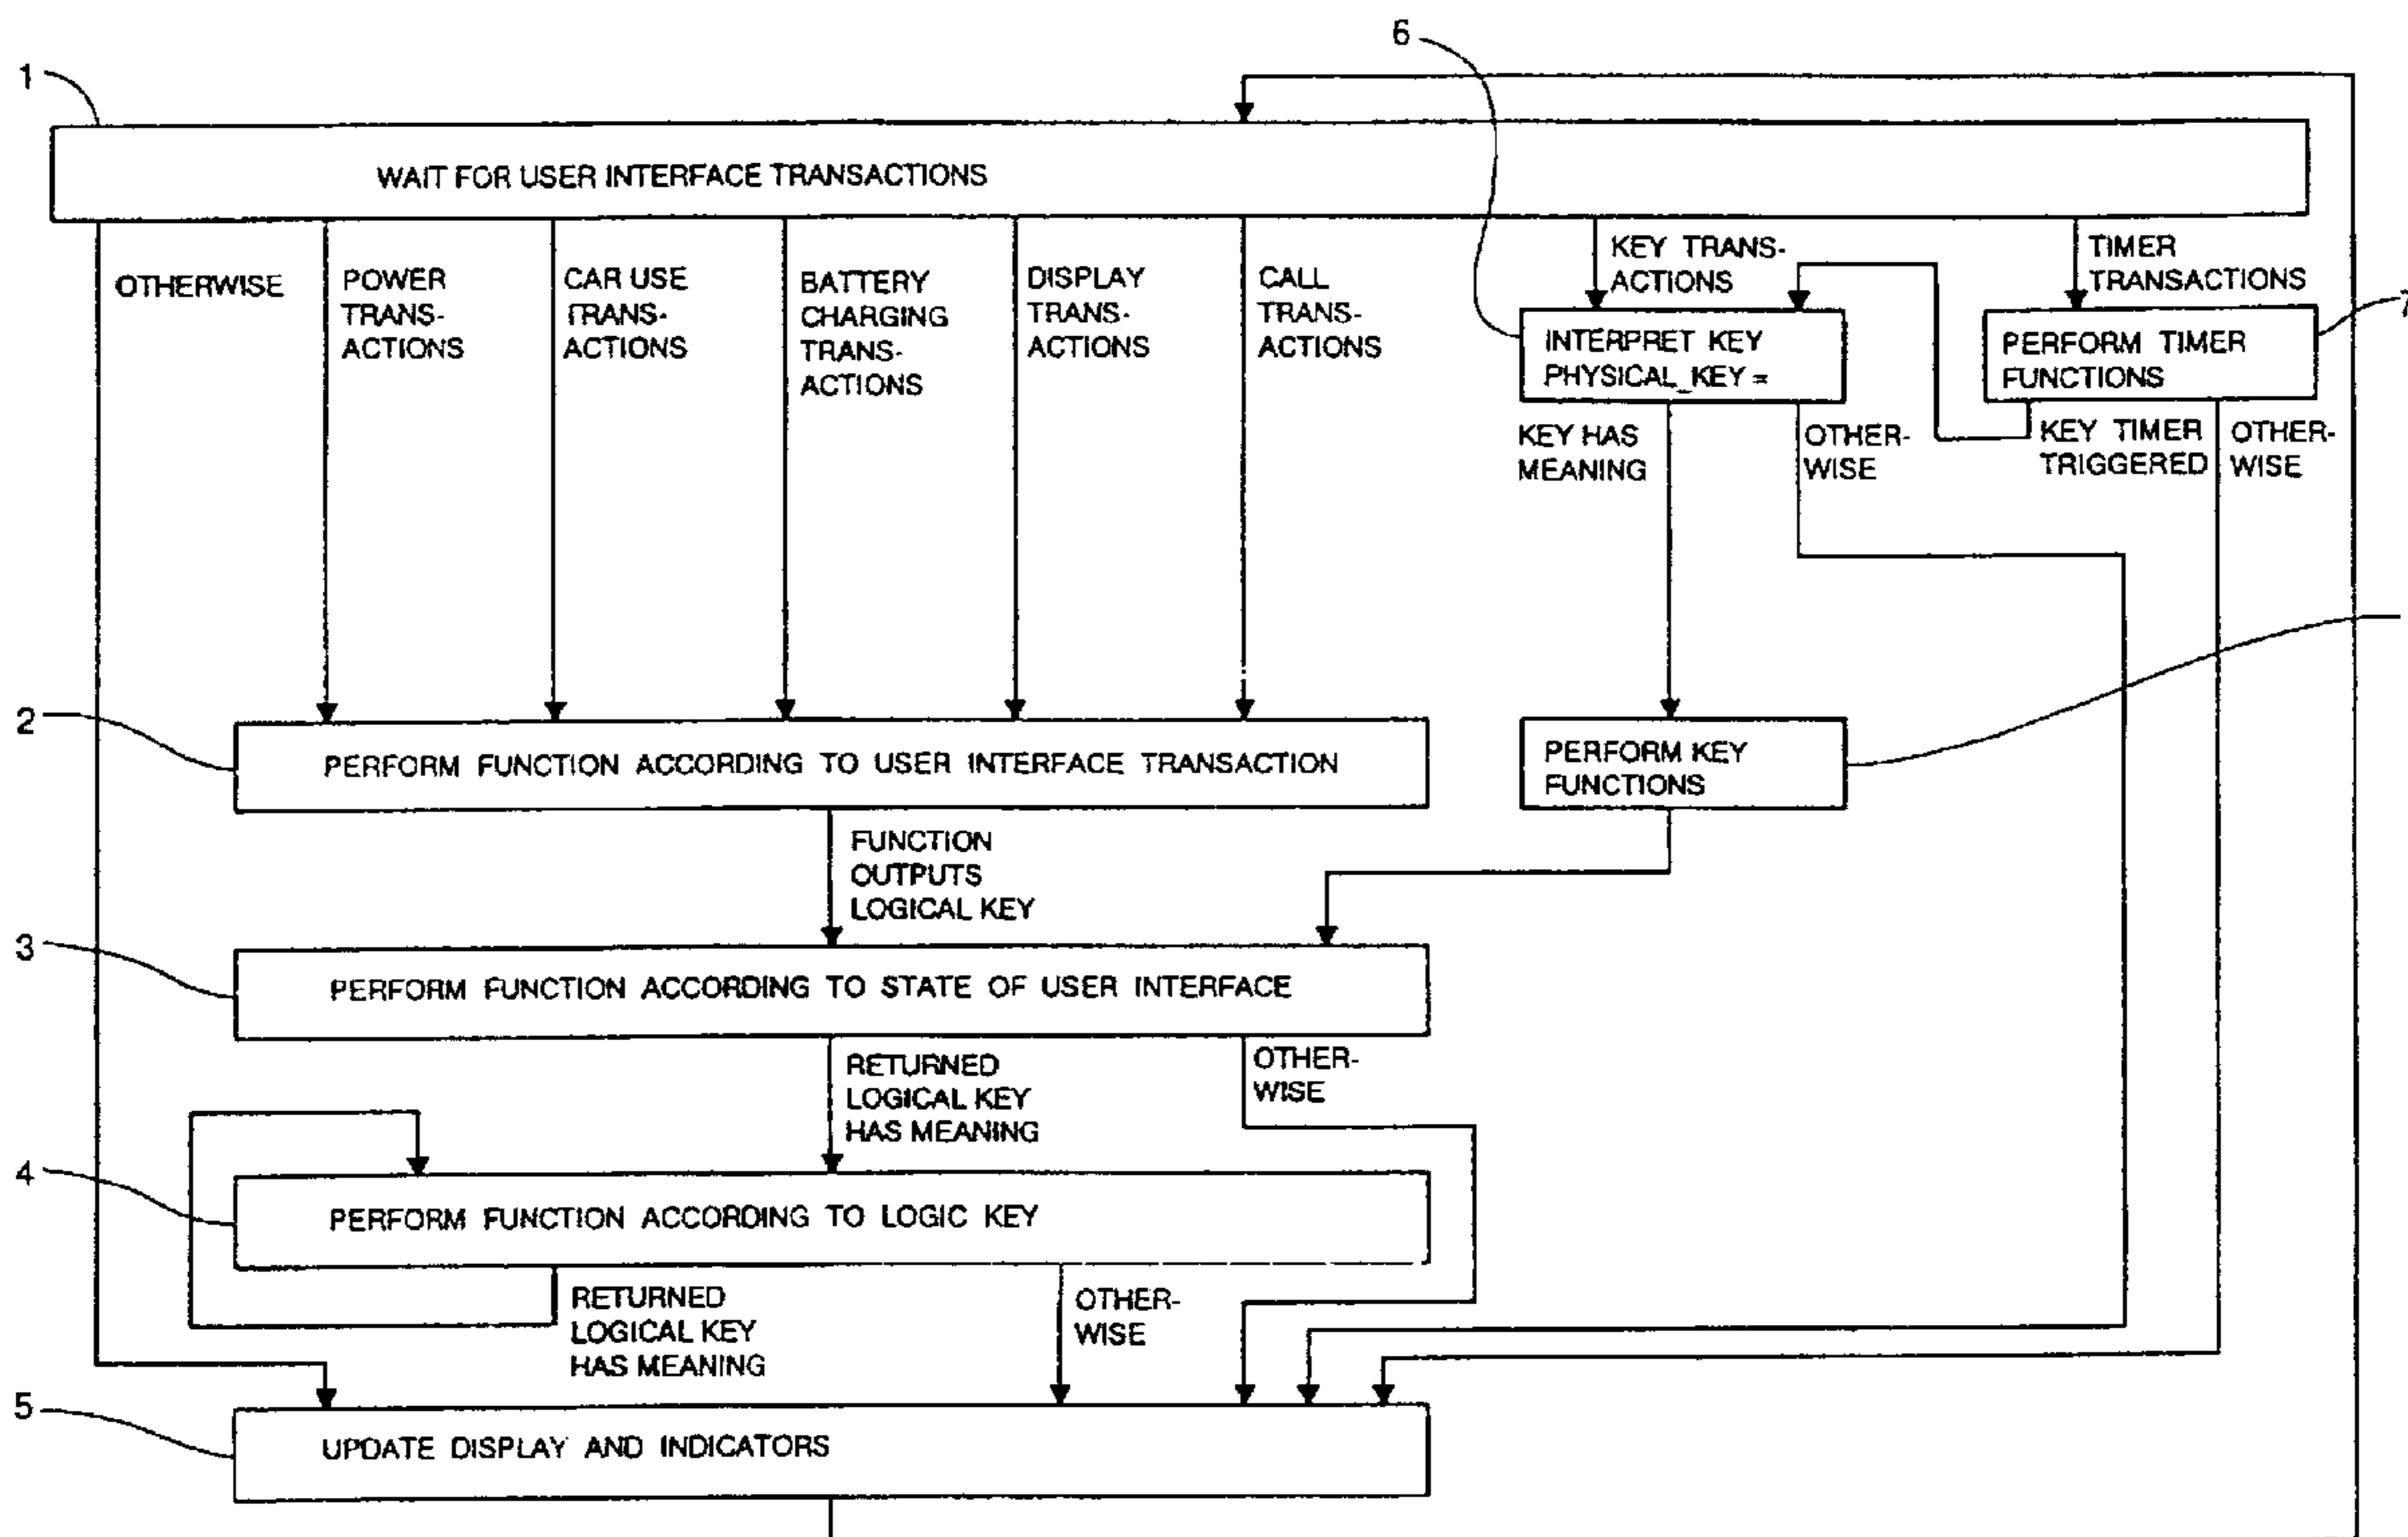 6
1
WAIT FOR USER INTERFACE TRANSACTIONS
OTHERWISE
POWER
TRANS-
ACTIONS
CAR USE
TRANS-
ACTIONS
BATTERY
CHARGING
TRANS-
ACTIONS
DISPLAY
TRANS-
ACTIONS
CALL
TRANS-
ACTIONS
KEY TRANS-
ACTIONS
TIMER
TRANSACTIONS
7
INTERPRET KEY
PHYSICAL_KEY =
PERFORM TIMER
FUNCTIONS
KEY HAS
MEANING
OTHER-
WISE
KEY TIMER
TRIGGERED
OTHER-
WISE
2
PERFORM FUNCTION ACCORDING TO USER INTERFACE TRANSACTION
PERFORM KEY
FUNCTIONS
FUNCTION
OUTPUTS
LOGICAL KEY
3
PERFORM FUNCTION ACCORDING TO STATE OF USER INTERFACE
RETURNED
LOGICAL KEY
HAS MEANING
OTHER-
WISE
4
PERFORM FUNCTION ACCORDING TO LOGIC KEY
RETURNED
LOGICAL KEY
HAS MEANING
OTHER-
WISE
5
UPDATE DISPLAY AND INDICATORS